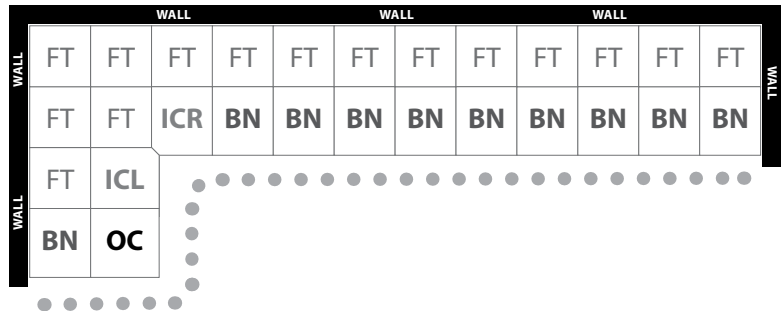 WALL WALL WALL
WALL FT FT FT FT FT FT FT FT FT FT FT FT WALL
FT FT ICR BN BN BN BN BN BN BN BN BN
FT ICL
WALL BN OC